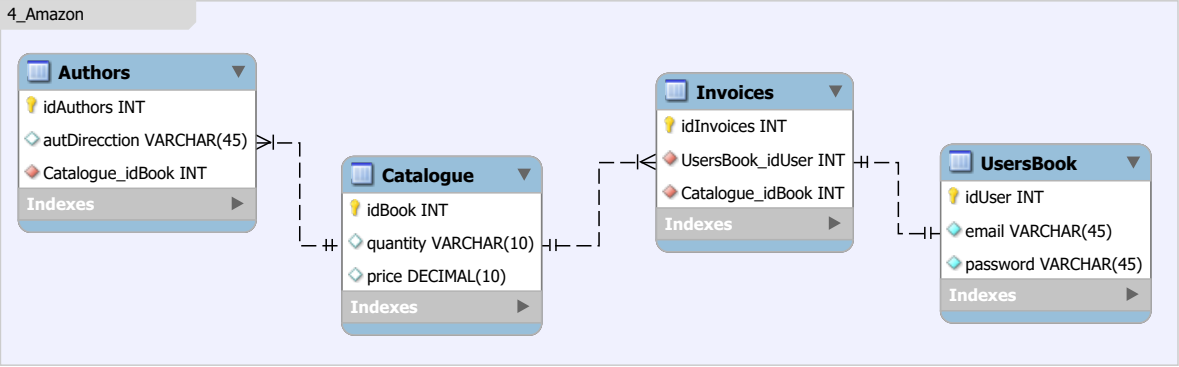 4_Amazon
Authors
idAuthors INT
autDirecction VARCHAR(45)
Catalogue_idBook INT
Indexes
Catalogue
idBook INT
quantity VARCHAR(10)
price DECIMAL(10)
Indexes
Invoices
idInvoices INT
UsersBook_idUser INT
Catalogue_idBook INT
Indexes
UsersBook
idUser INT
email VARCHAR(45)
password VARCHAR(45)
Indexes